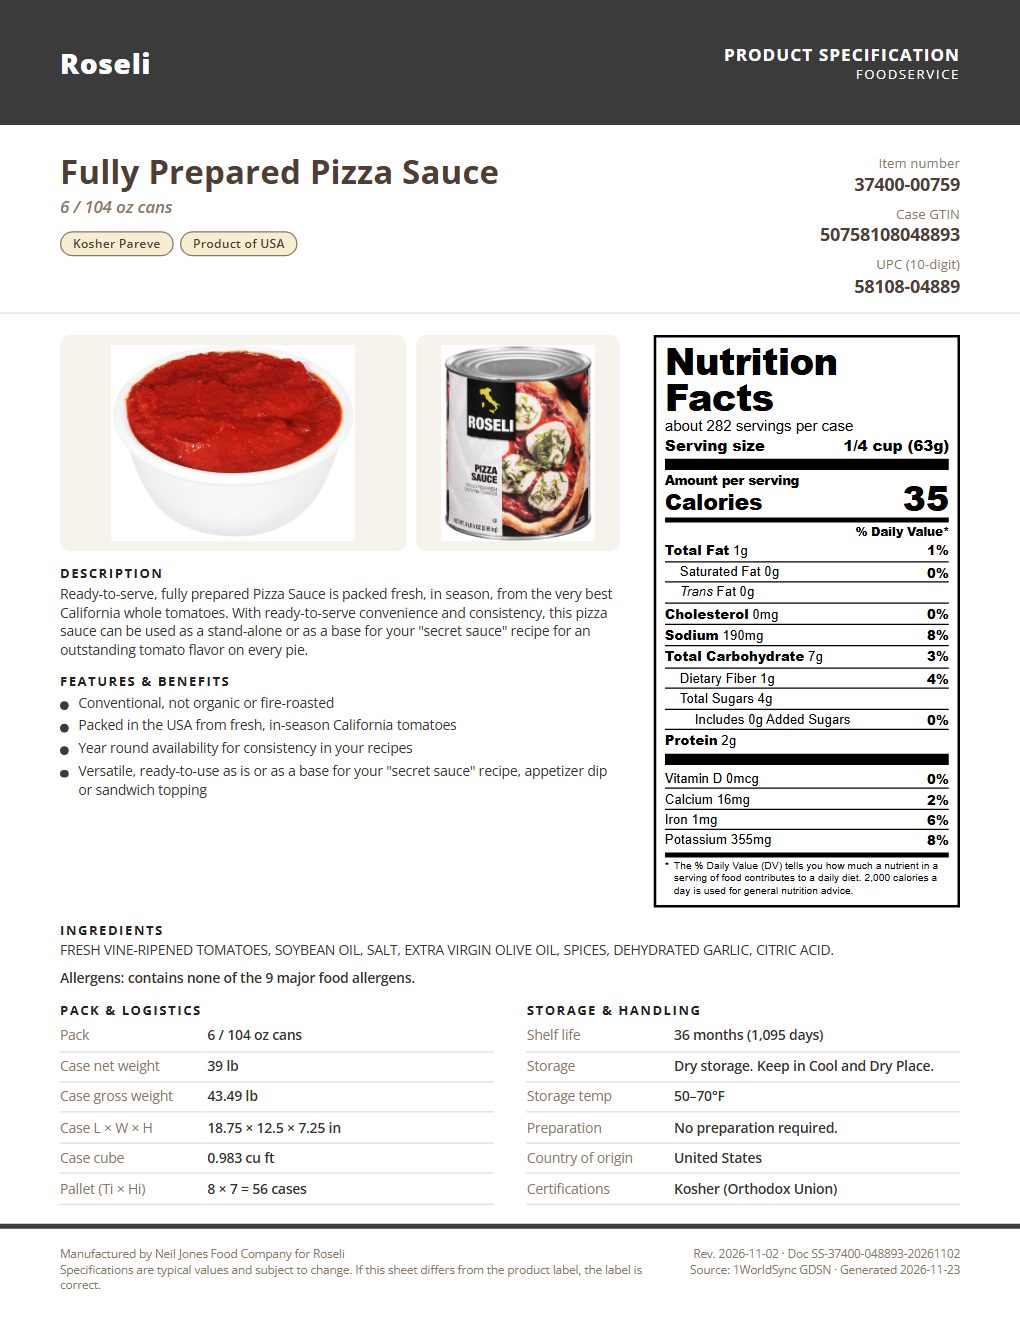 Roseli
PRODUCT SPECIFICATION
FOODSERVICE
Fully Prepared Pizza Sauce
6 / 104 oz cans
Kosher Pareve
Product of USA
Item number
37400-00759
Case GTIN
50758108048893
UPC (10-digit)
58108-04889
ROSELI
PIZZA
SAUCE
DESCRIPTION
Ready-to-serve, fully prepared Pizza Sauce is packed fresh, in season, from the very best
California whole tomatoes. With ready-to-serve convenience and consistency, this pizza
sauce can be used as a stand-alone or as a base for your "secret sauce" recipe for an
outstanding tomato flavor on every pie.
FEATURES & BENEFITS
Conventional, not organic or fire-roasted
Packed in the USA from fresh, in-season California tomatoes
Year round availability for consistency in your recipes
Versatile, ready-to-use as is or as a base for your "secret sauce" recipe, appetizer dip
or sandwich topping
Nutrition
Facts
about 282 servings per case
Serving size 1/4 cup (63g)
Amount per serving
Calories 35
% Daily Value*
Total Fat 1g 1%
Saturated Fat 0g 0%
Trans Fat 0g
Cholesterol 0mg 0%
Sodium 190mg 8%
Total Carbohydrate 7g 3%
Dietary Fiber 1g 4%
Total Sugars 4g
Includes 0g Added Sugars 0%
Protein 2g
Vitamin D 0mcg 0%
Calcium 16mg 2%
Iron 1mg 6%
Potassium 355mg 8%
* The % Daily Value (DV) tells you how much a nutrient in a
serving of food contributes to a daily diet. 2,000 calories a
day is used for general nutrition advice.
INGREDIENTS
FRESH VINE-RIPENED TOMATOES, SOYBEAN OIL, SALT, EXTRA VIRGIN OLIVE OIL, SPICES, DEHYDRATED GARLIC, CITRIC ACID.
Allergens: contains none of the 9 major food allergens.
PACK & LOGISTICS
Pack 6 / 104 oz cans
Case net weight 39 lb
Case gross weight 43.49 lb
Case L × W × H 18.75 × 12.5 × 7.25 in
Case cube 0.983 cu ft
Pallet (Ti × Hi) 8 × 7 = 56 cases
STORAGE & HANDLING
Shelf life 36 months (1,095 days)
Storage Dry storage. Keep in Cool and Dry Place.
Storage temp 50–70°F
Preparation No preparation required.
Country of origin United States
Certifications Kosher (Orthodox Union)
Manufactured by Neil Jones Food Company for Roseli
Specifications are typical values and subject to change. If this sheet differs from the product label, the label is
correct.
Rev. 2026-11-02 · Doc SS-37400-048893-20261102
Source: 1WorldSync GDSN · Generated 2026-11-23